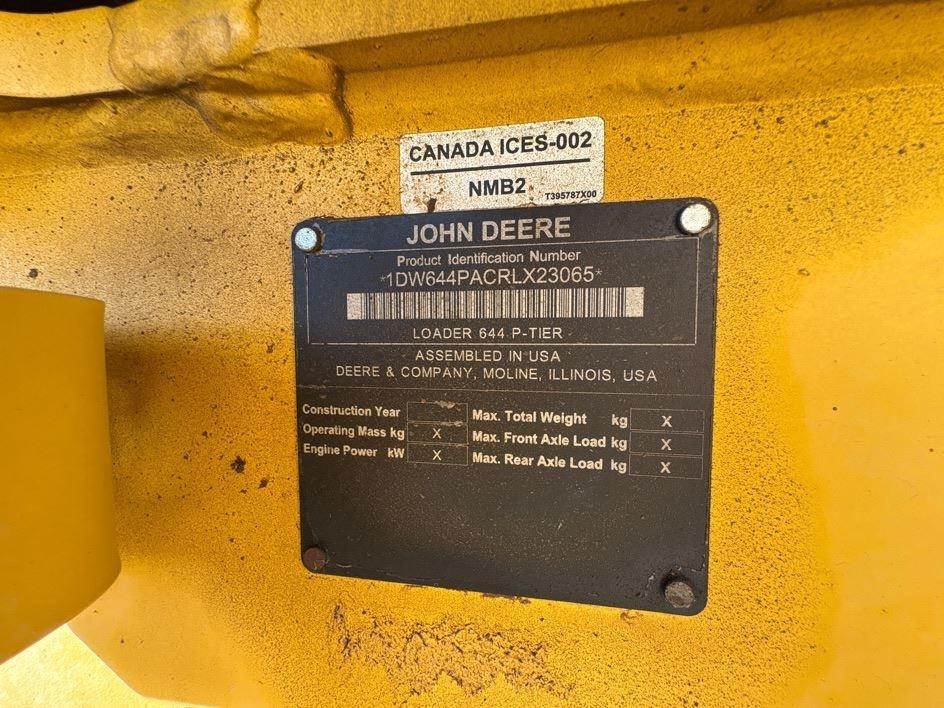 CANADA ICES-002
NMB2
T395787X00
JOHN DEERE
Product Identification Number
*1DW644PACRLX23065*
LOADER 644 P-TIER
ASSEMBLED IN USA
DEERE & COMPANY, MOLINE, ILLINOIS, USA
Construction Year
Operating Mass kg X
Engine Power kW X
Max. Total Weight kg X
Max. Front Axle Load kg X
Max. Rear Axle Load kg X